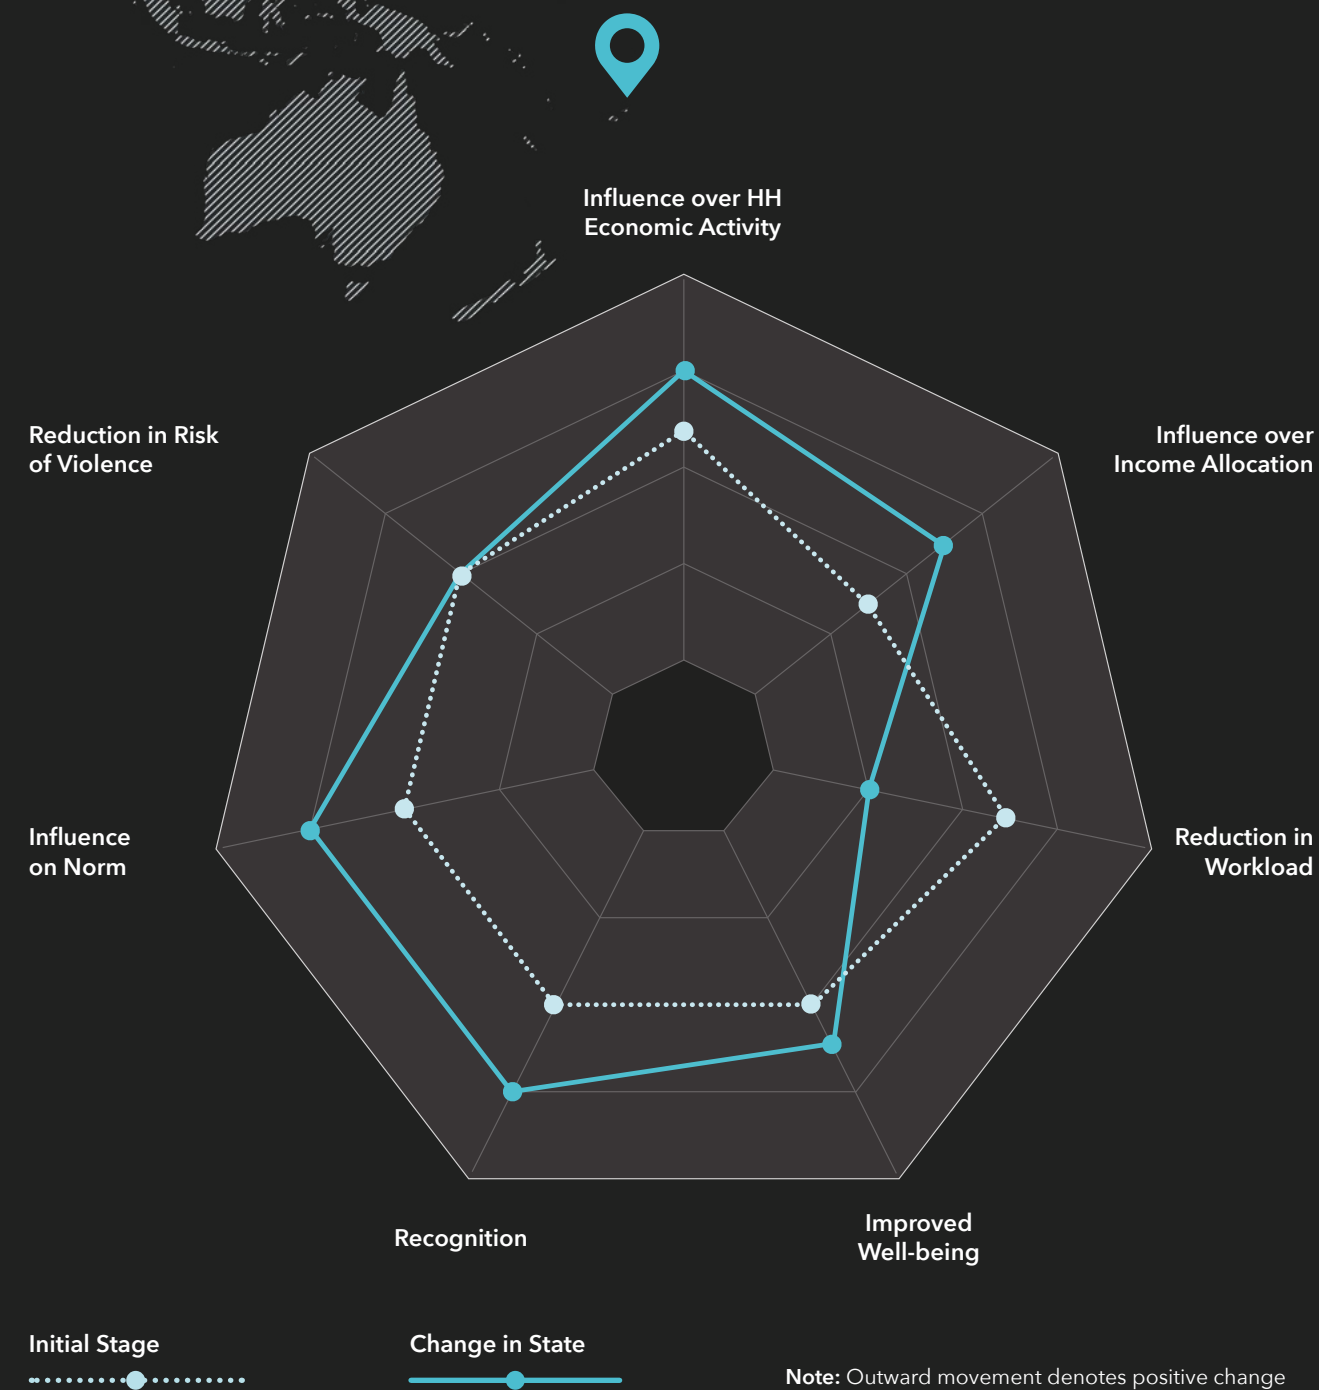 Influence over HH
Economic Activity
Reduction in Risk
of Violence
Influence over
Income Allocation
Influence
on Norm
Reduction in
Workload
Recognition
Improved
Well-being
Initial Stage
Change in State
Note: Outward movement denotes positive change